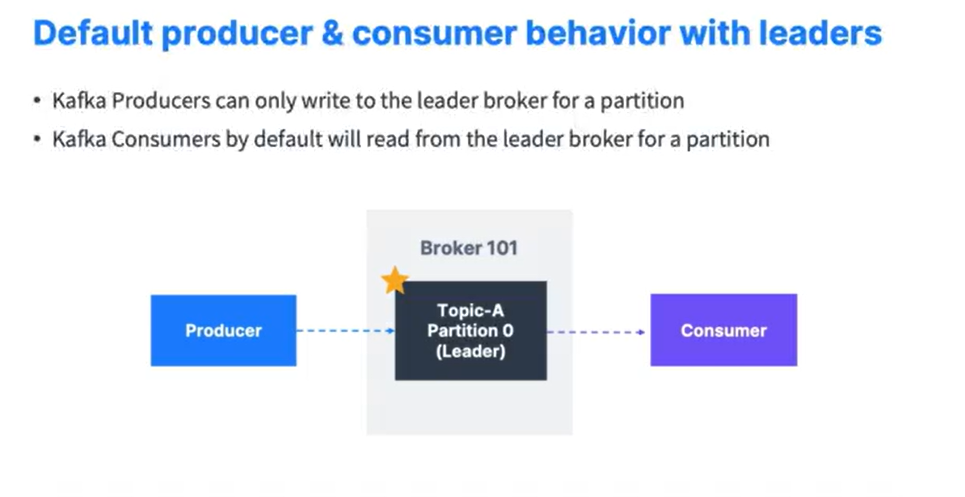 Default producer & consumer behavior with leaders
• Kafka Producers can only write to the leader broker for a partition
• Kafka Consumers by default will read from the leader broker for a partition
Broker 101
Producer
Topic-A
Partition 0
(Leader)
Consumer